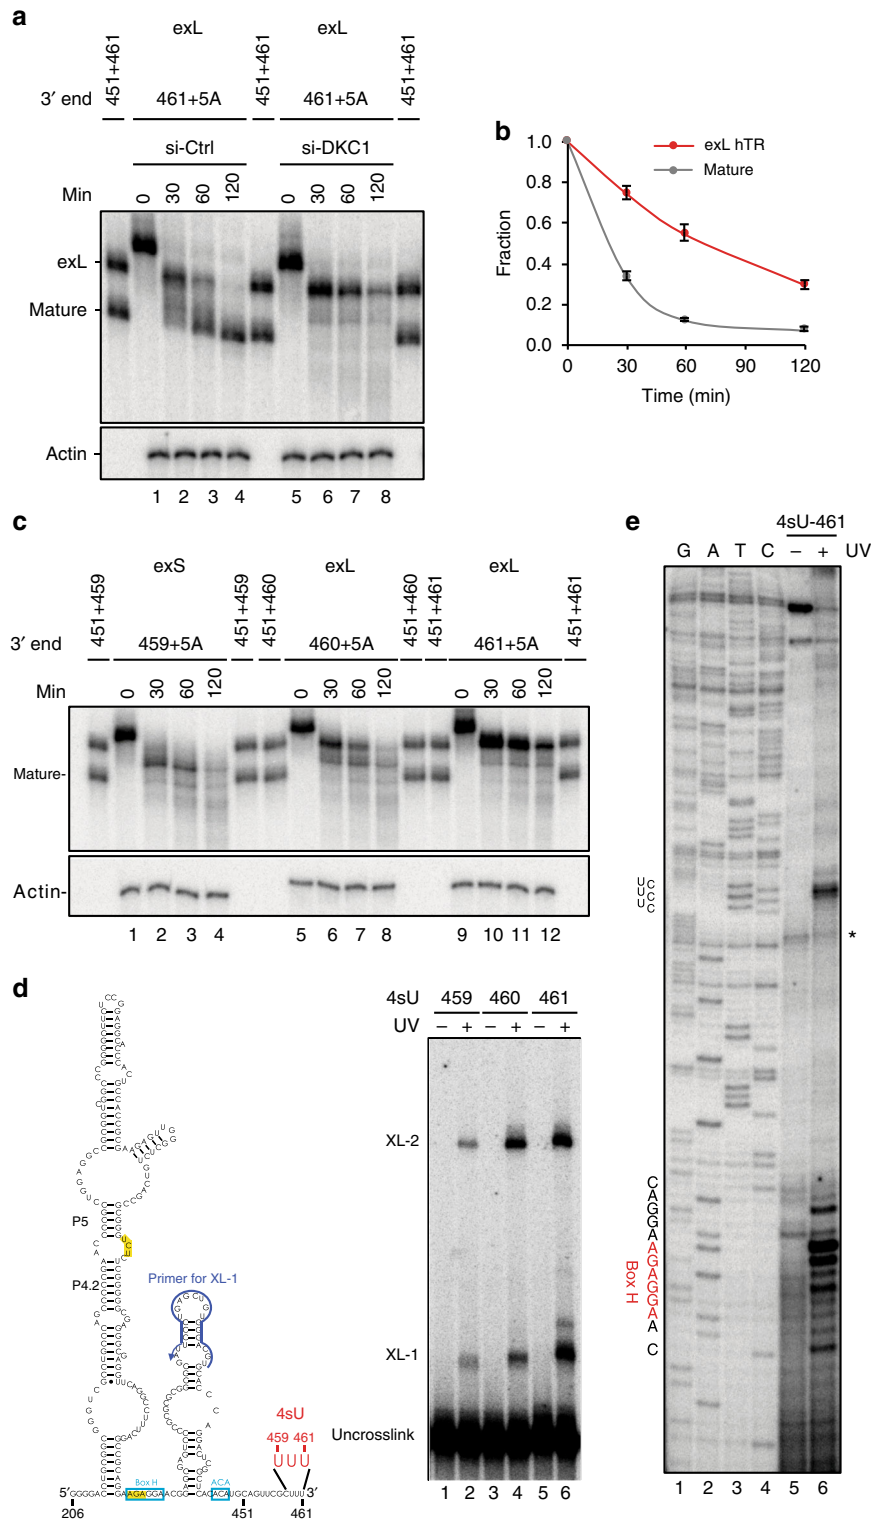 a
exL
exL
451+461
451+461
451+461
3′ end
461+5A
461+5A
si-Ctrl
si-DKC1
Min
0
30
60
120
0
30
60
120
exL
Mature
Actin
1 2 3 4 5 6 7 8
b
exL hTR
Mature
Fraction
1.0
0.8
0.6
0.4
0.2
0.0
0 30 60 90 120
Time (min)
c
exS
exL
exL
451+459
451+459
451+460
451+460
451+461
451+461
3′ end
459+5A
460+5A
461+5A
Min
0
30
60
120
0
30
60
120
0
30
60
120
Mature-
Actin-
1 2 3 4 5 6 7 8 9 10 11 12
d
P5
UCU
P4.2
Primer for XL-1
4sU
459 461
U U U
Box H
ACA
5′GGGGAC
AGAGGA
ACA
UGCAGUUCGCUUU3′
206
451
461
4sU 459 460 461
UV − + − + − +
XL-2
XL-1
Uncrosslink
1 2 3 4 5 6
e
4sU-461
G A T C − + UV
U C
U C
U C
*
C
A
G
G
A
A
G
A
G
G
A
A
C
Box H
1 2 3 4 5 6